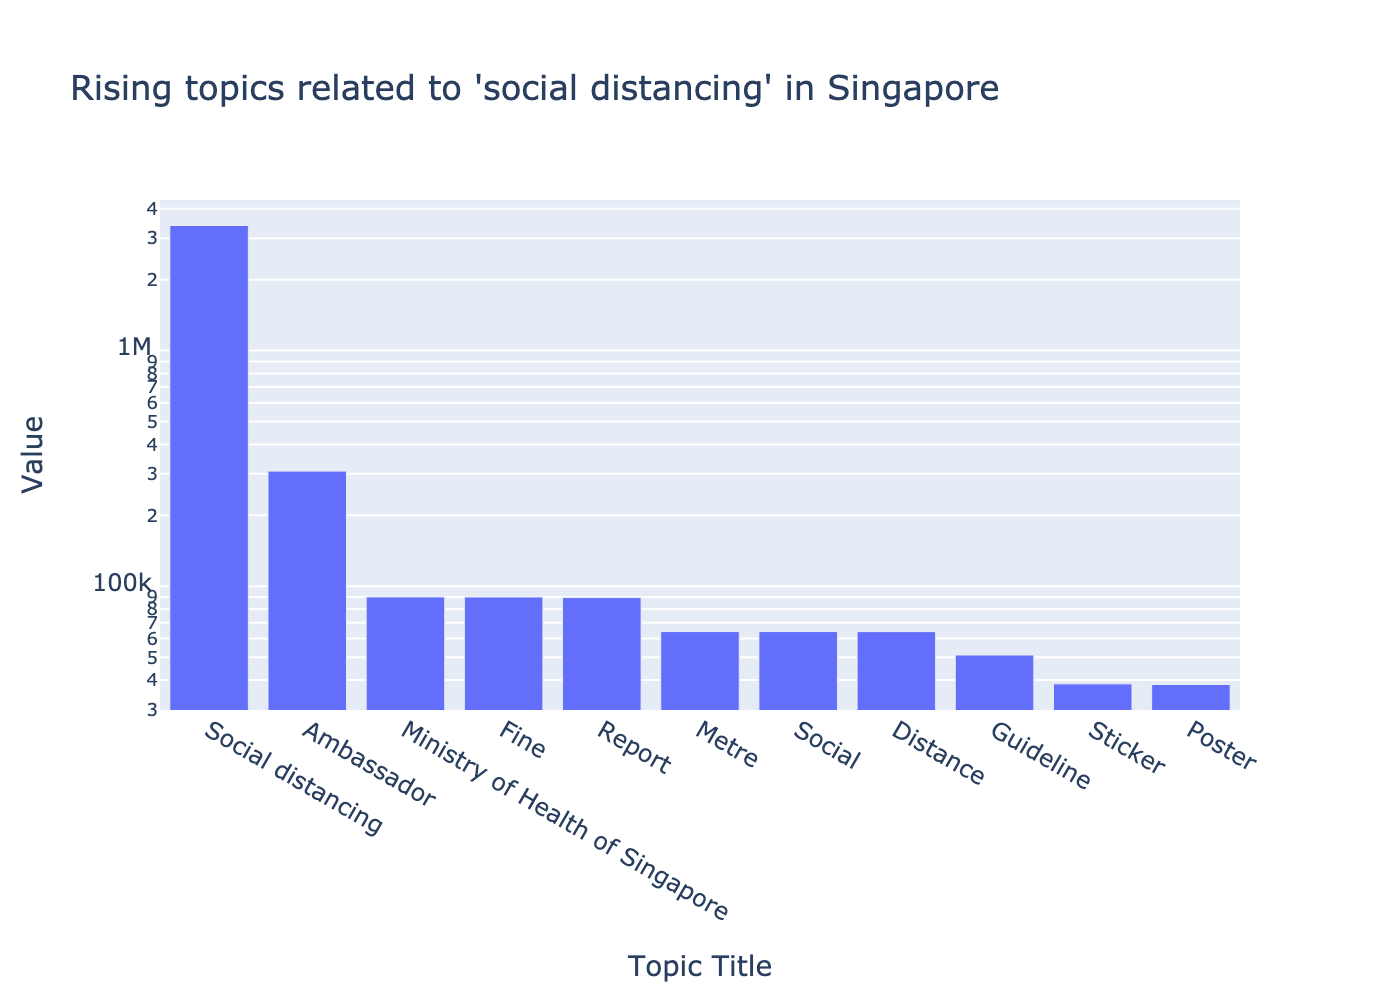 Rising topics related to 'social distancing' in Singapore
Value
4
3
2
1M
9
8
7
6
5
4
3
2
100k
9
8
7
6
5
4
3
Social distancing
Ambassador
Ministry of Health of Singapore
Fine
Report
Metre
Social
Distance
Guideline
Sticker
Poster
Topic Title